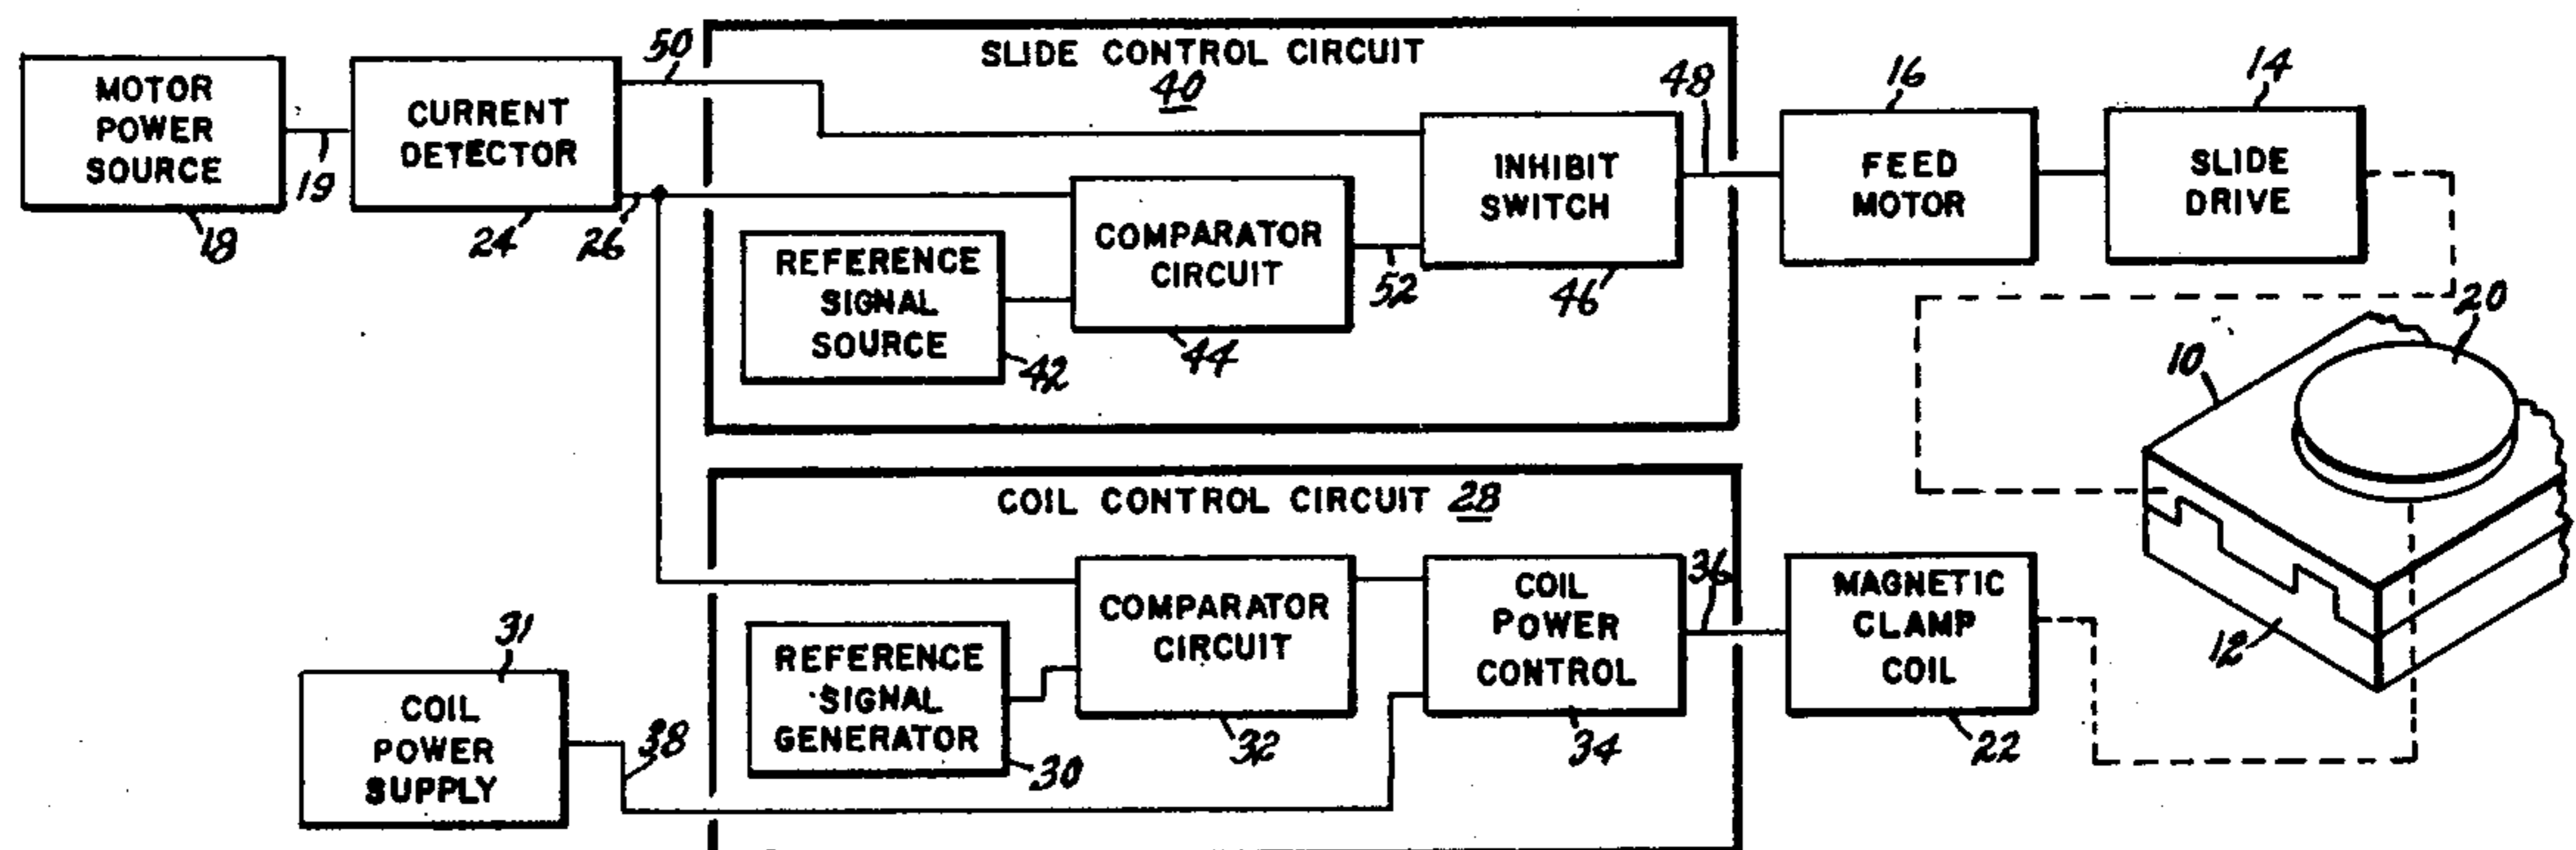 MOTOR
POWER
SOURCE
18
19
CURRENT
DETECTOR
24
50
26
SLIDE CONTROL CIRCUIT
40
REFERENCE
SIGNAL
SOURCE
42
COMPARATOR
CIRCUIT
44
52
INHIBIT
SWITCH
46
48
FEED
MOTOR
16
SLIDE
DRIVE
14
20
10
12
COIL CONTROL CIRCUIT 28
REFERENCE
SIGNAL
GENERATOR
30
COMPARATOR
CIRCUIT
32
COIL
POWER
CONTROL
34
36
MAGNETIC
CLAMP
COIL
22
COIL
POWER
SUPPLY
31
38